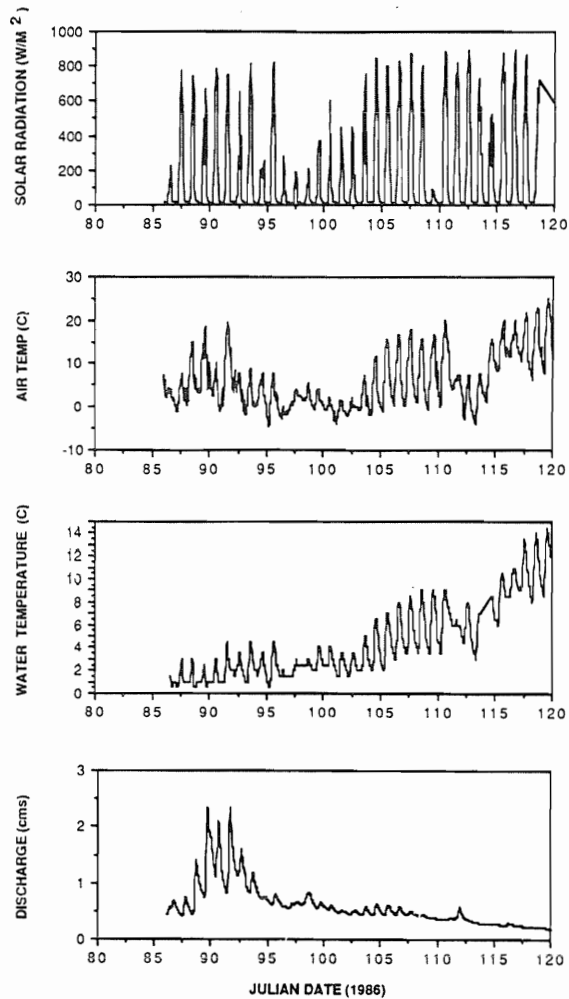 SOLAR RADIATION (W/M²)
1000
800
600
400
200
0
80 85 90 95 100 105 110 115 120
AIR TEMP (C)
30
20
10
0
-10
80 85 90 95 100 105 110 115 120
WATER TEMPERATURE (C)
14
12
10
8
6
4
2
0
80 85 90 95 100 105 110 115 120
DISCHARGE (cms)
3
2
1
0
80 85 90 95 100 105 110 115 120
JULIAN DATE (1986)